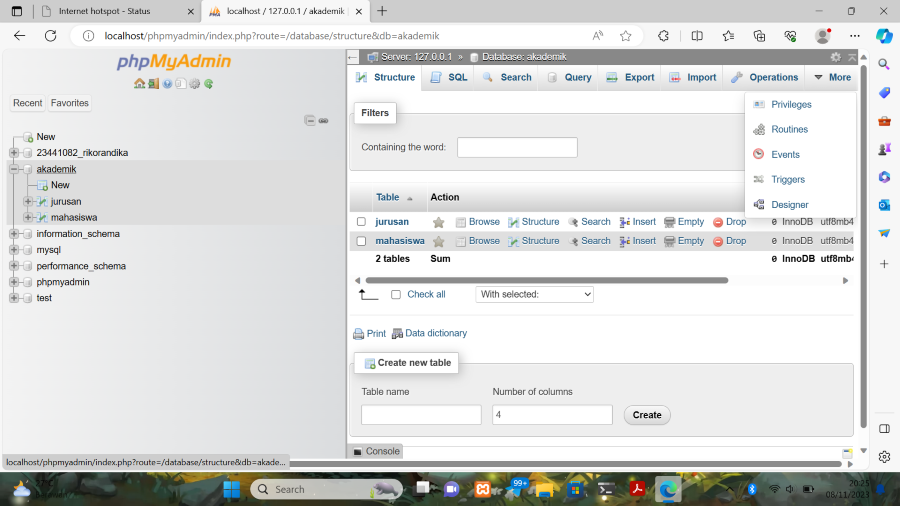 Internet hotspot - Status
localhost / 127.0.0.1 / akademik
localhost/phpmyadmin/index.php?route=/database/structure&db=akademik
phpMyAdmin
Recent Favorites
New
23441082_rikorandika
akademik
New
jurusan
mahasiswa
information_schema
mysql
performance_schema
phpmyadmin
test
Server: 127.0.0.1 » Database: akademik
Structure SQL Search Query Export Import Operations More
Privileges
Routines
Events
Triggers
Designer
Filters
Containing the word:
Table Action
jurusan Browse Structure Search Insert Empty Drop 0 InnoDB utf8mb4
mahasiswa Browse Structure Search Insert Empty Drop 0 InnoDB utf8mb4
2 tables Sum 0 InnoDB utf8mb4
Check all With selected:
Print Data dictionary
Create new table
Table name Number of columns
4 Create
Console
localhost/phpmyadmin/index.php?route=/database/structure&db=akade...
Search
99+
20:25
08/11/2023